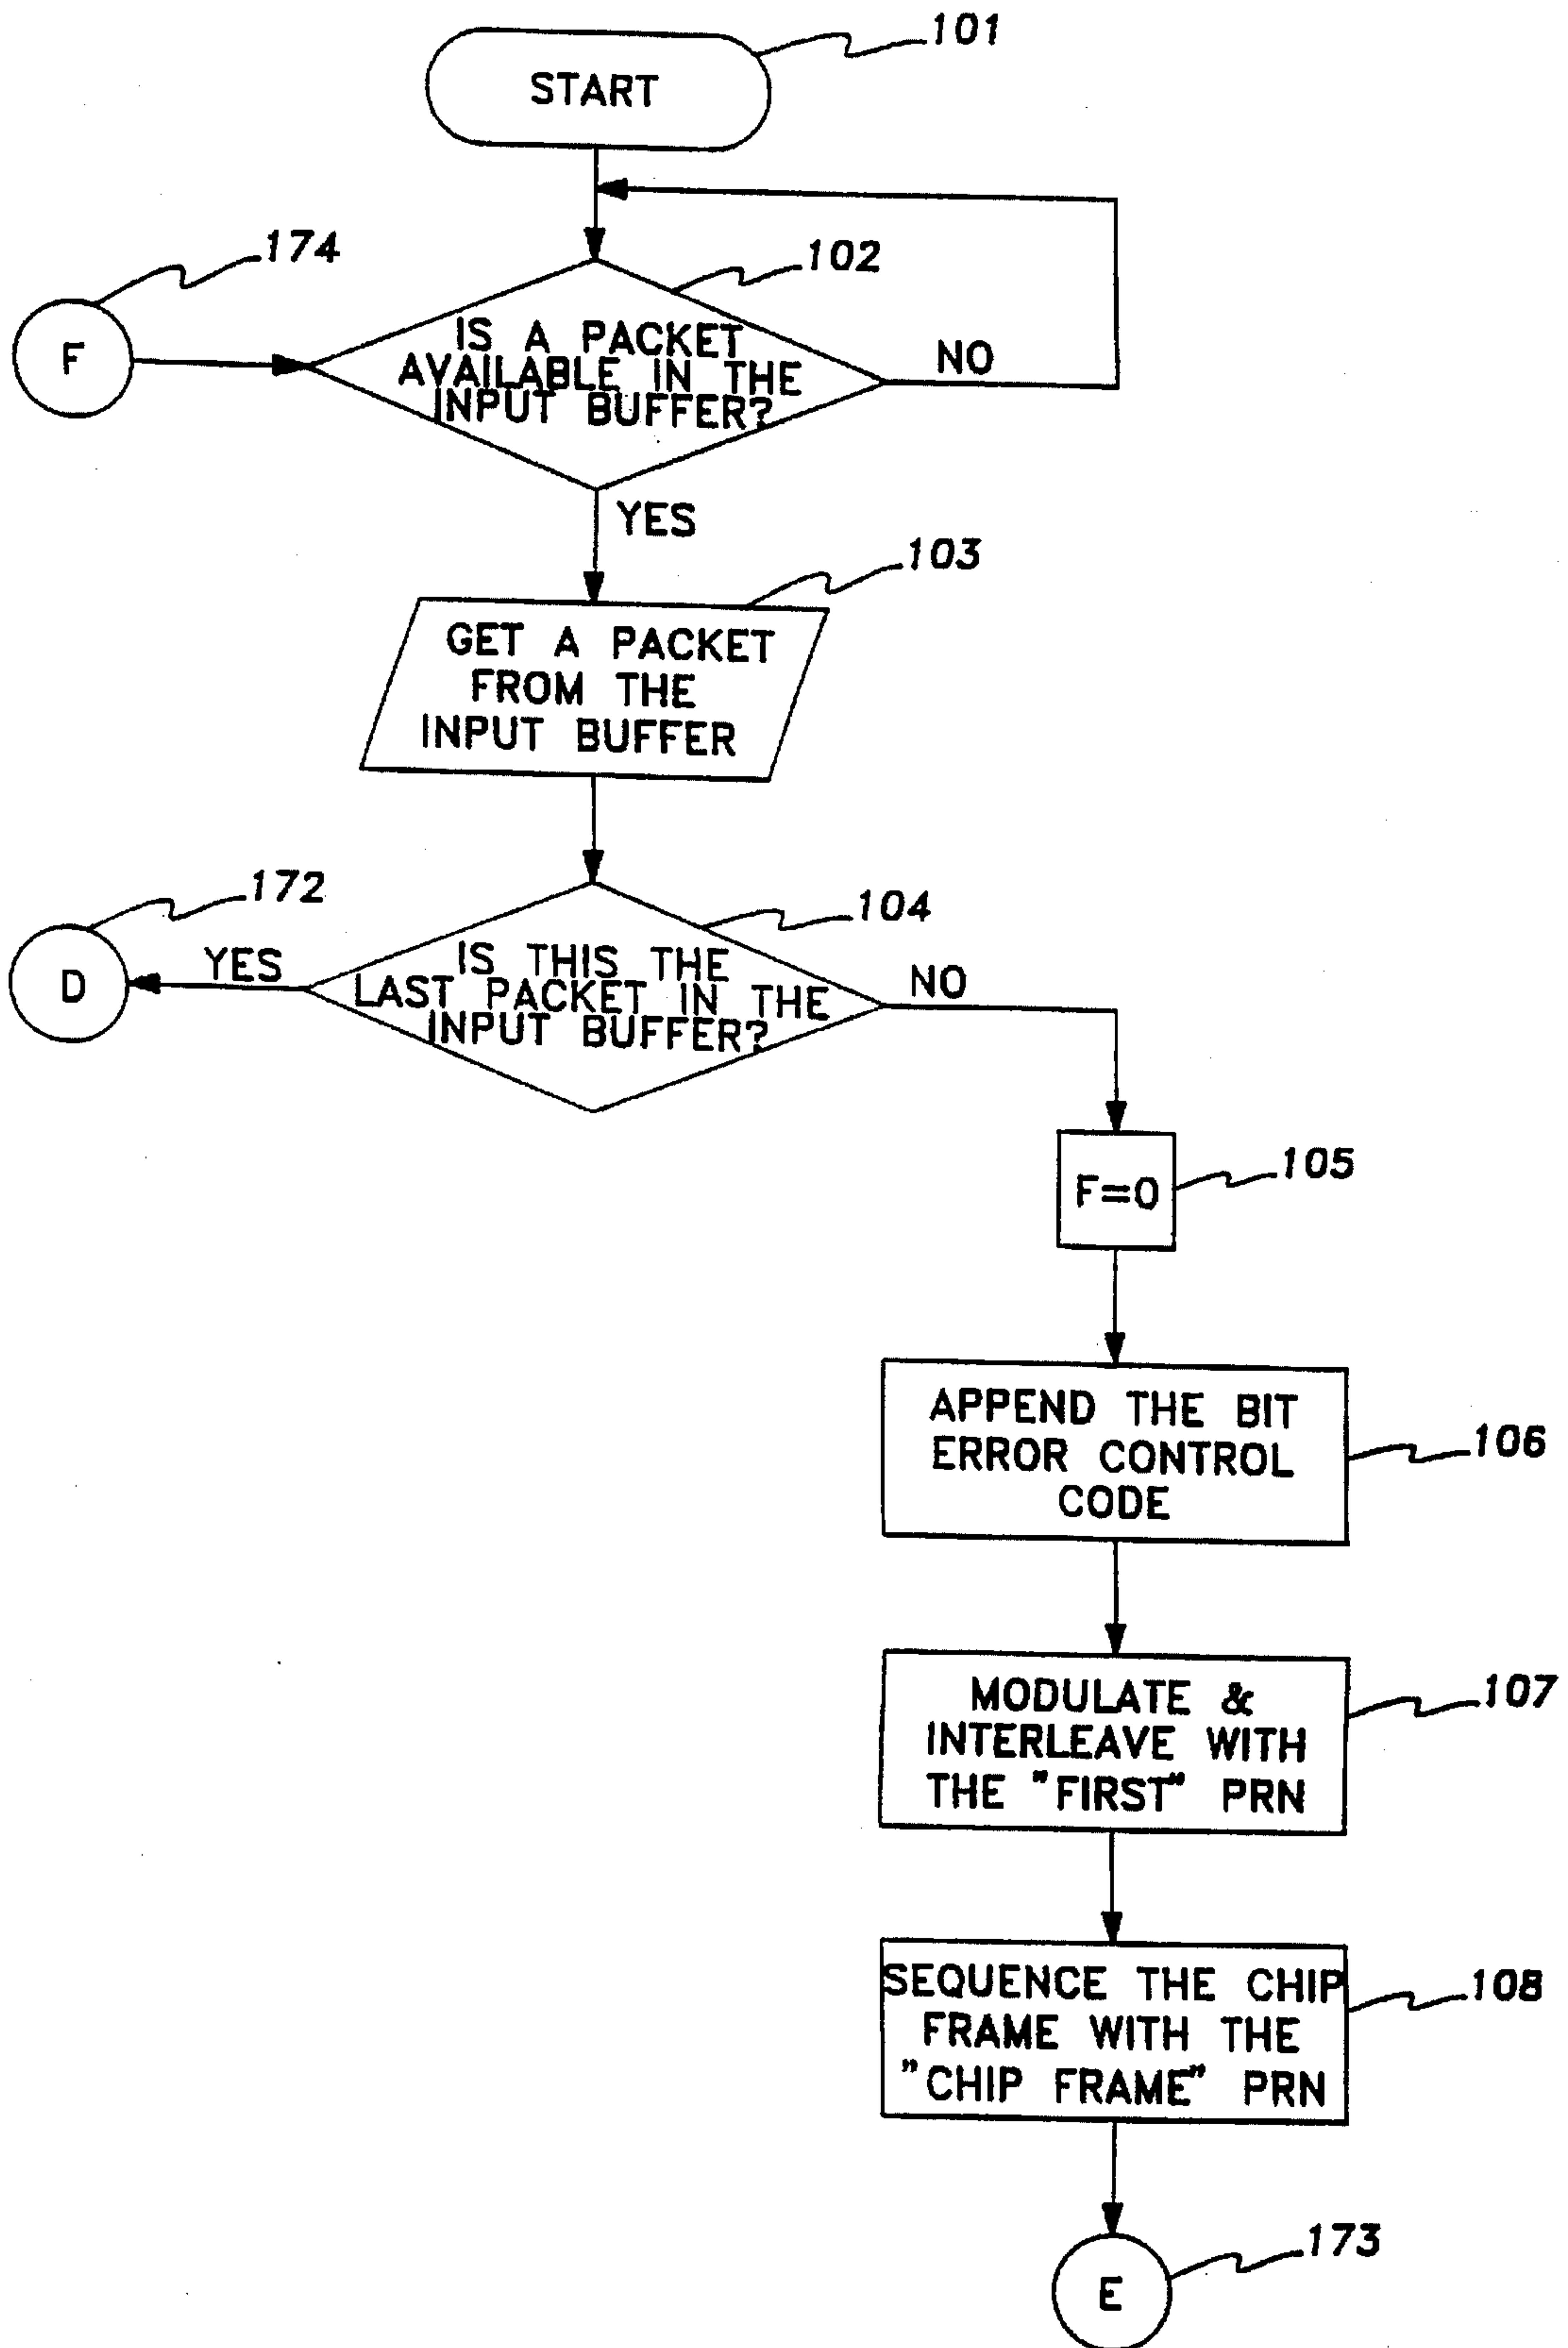 101
START
174
102
F
IS A PACKET
AVAILABLE IN THE
INPUT BUFFER?
NO
YES
103
GET A PACKET
FROM THE
INPUT BUFFER
172
104
D
YES
IS THIS THE
LAST PACKET IN THE
INPUT BUFFER?
NO
105
F=0
APPEND THE BIT
ERROR CONTROL
CODE
106
MODULATE &
INTERLEAVE WITH
THE "FIRST" PRN
107
SEQUENCE THE CHIP
FRAME WITH THE
"CHIP FRAME" PRN
108
173
E